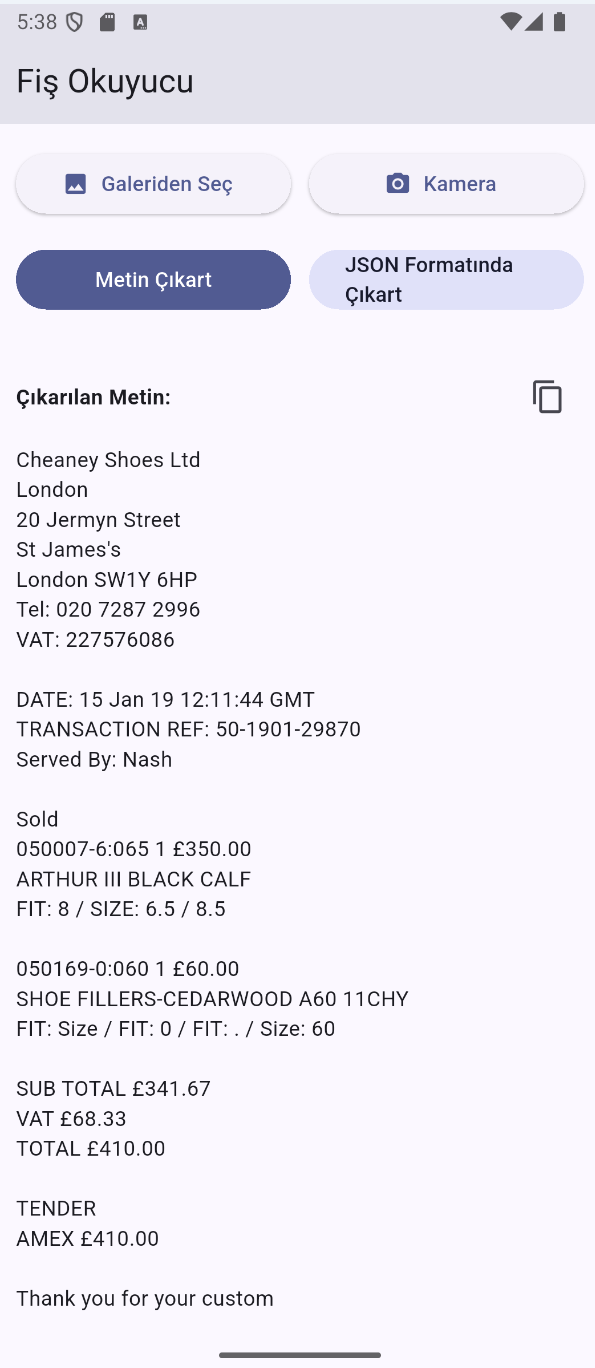 5:38
Fiş Okuyucu
Galeriden Seç
Kamera
Metin Çıkart
JSON Formatında
Çıkart
Çıkarılan Metin:
Cheaney Shoes Ltd
London
20 Jermyn Street
St James's
London SW1Y 6HP
Tel: 020 7287 2996
VAT: 227576086
DATE: 15 Jan 19 12:11:44 GMT
TRANSACTION REF: 50-1901-29870
Served By: Nash
Sold
050007-6:065 1 £350.00
ARTHUR III BLACK CALF
FIT: 8 / SIZE: 6.5 / 8.5
050169-0:060 1 £60.00
SHOE FILLERS-CEDARWOOD A60 11CHY
FIT: Size / FIT: 0 / FIT: . / Size: 60
SUB TOTAL £341.67
VAT £68.33
TOTAL £410.00
TENDER
AMEX £410.00
Thank you for your custom